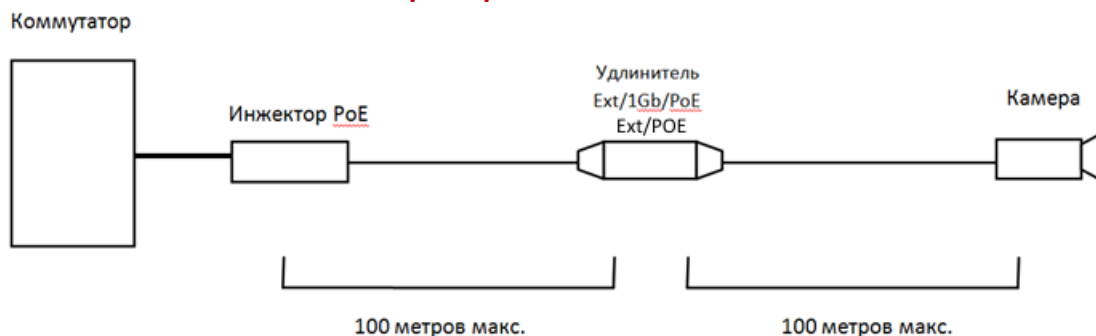 Коммутатор
Инжектор PoE
Удлинитель
Ext/1Gb/PoE
Ext/POE
Камера
100 метров макс.
100 метров макс.